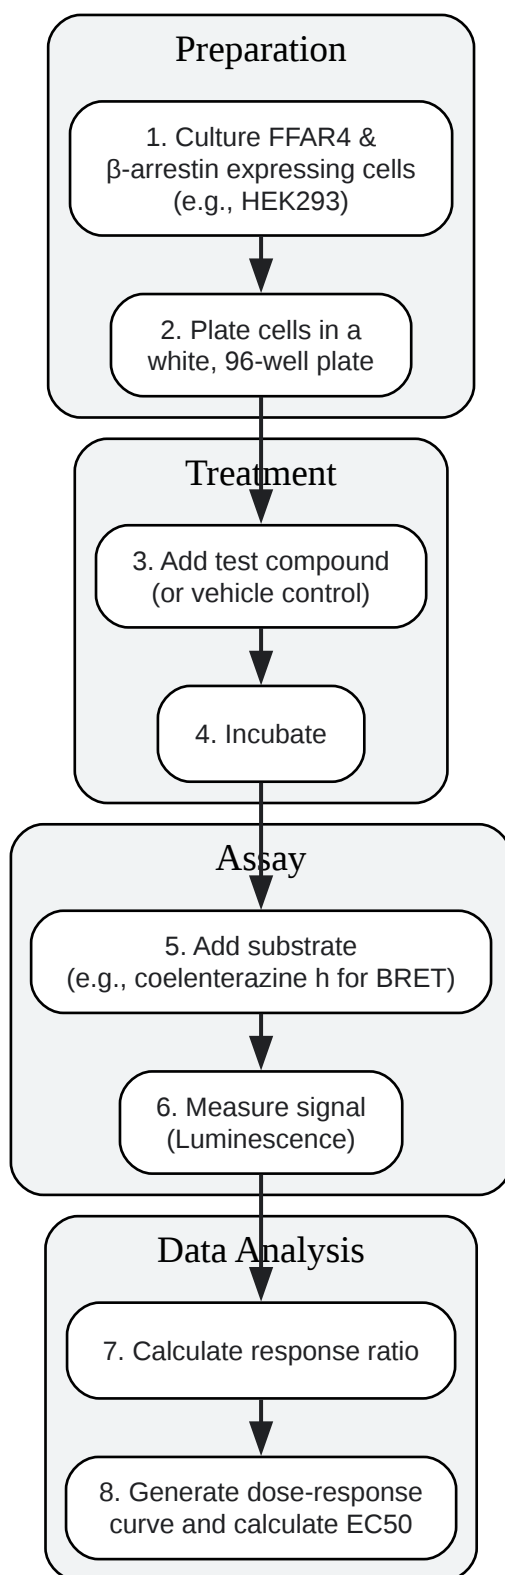 Preparation
1. Culture FFAR4 &
β-arrestin expressing cells
(e.g., HEK293)
2. Plate cells in a
white, 96-well plate
Treatment
3. Add test compound
(or vehicle control)
4. Incubate
Assay
5. Add substrate
(e.g., coelenterazine h for BRET)
6. Measure signal
(Luminescence)
Data Analysis
7. Calculate response ratio
8. Generate dose-response
curve and calculate EC50